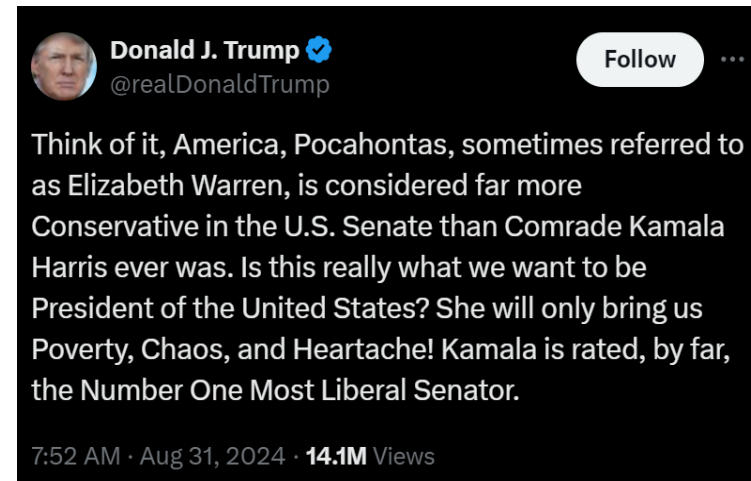 Donald J. Trump
Follow
@realDonaldTrump
Think of it, America, Pocahontas, sometimes referred to
as Elizabeth Warren, is considered far more
Conservative in the U.S. Senate than Comrade Kamala
Harris ever was. Is this really what we want to be
President of the United States? She will only bring us
Poverty, Chaos, and Heartache! Kamala is rated, by far,
the Number One Most Liberal Senator.
7:52 AM · Aug 31, 2024 · 14.1M Views